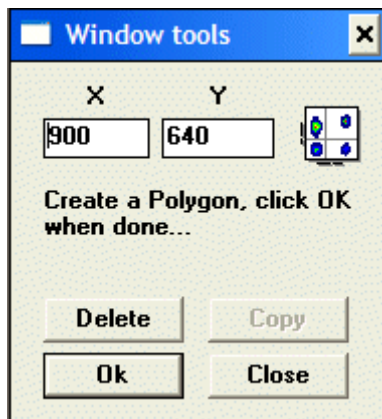 Window tools
X Y
900 640
Create a Polygon, click OK
when done...
Delete Copy
Ok Close